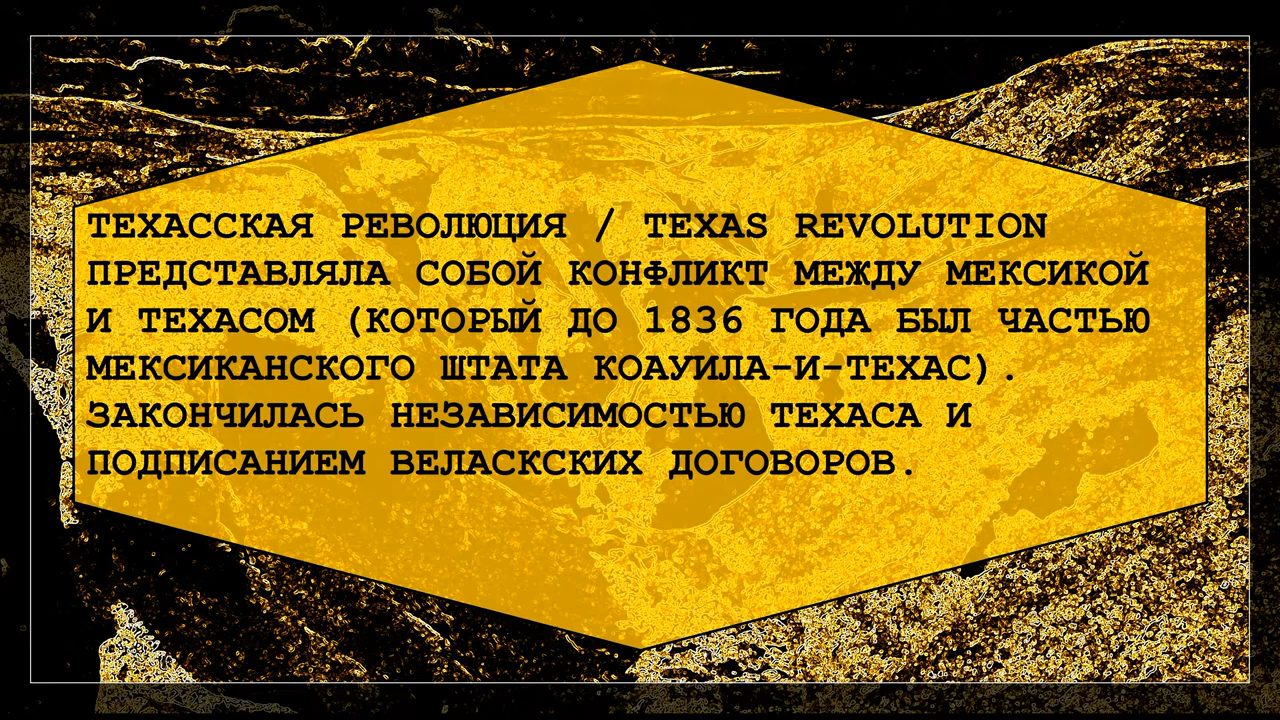 ТЕХАССКАЯ РЕВОЛЮЦИЯ / TEXAS REVOLUTION
ПРЕДСТАВЛЯЛА СОБОЙ КОНФЛИКТ МЕЖДУ МЕКСИКОЙ
И ТЕХАСОМ (КОТОРЫЙ ДО 1836 ГОДА БЫЛ ЧАСТЬЮ
МЕКСИКАНСКОГО ШТАТА КОАУИЛА-И-ТЕХАС).
ЗАКОНЧИЛАСЬ НЕЗАВИСИМОСТЬЮ ТЕХАСА И
ПОДПИСАНИЕМ ВЕЛАСКСКИХ ДОГОВОРОВ.